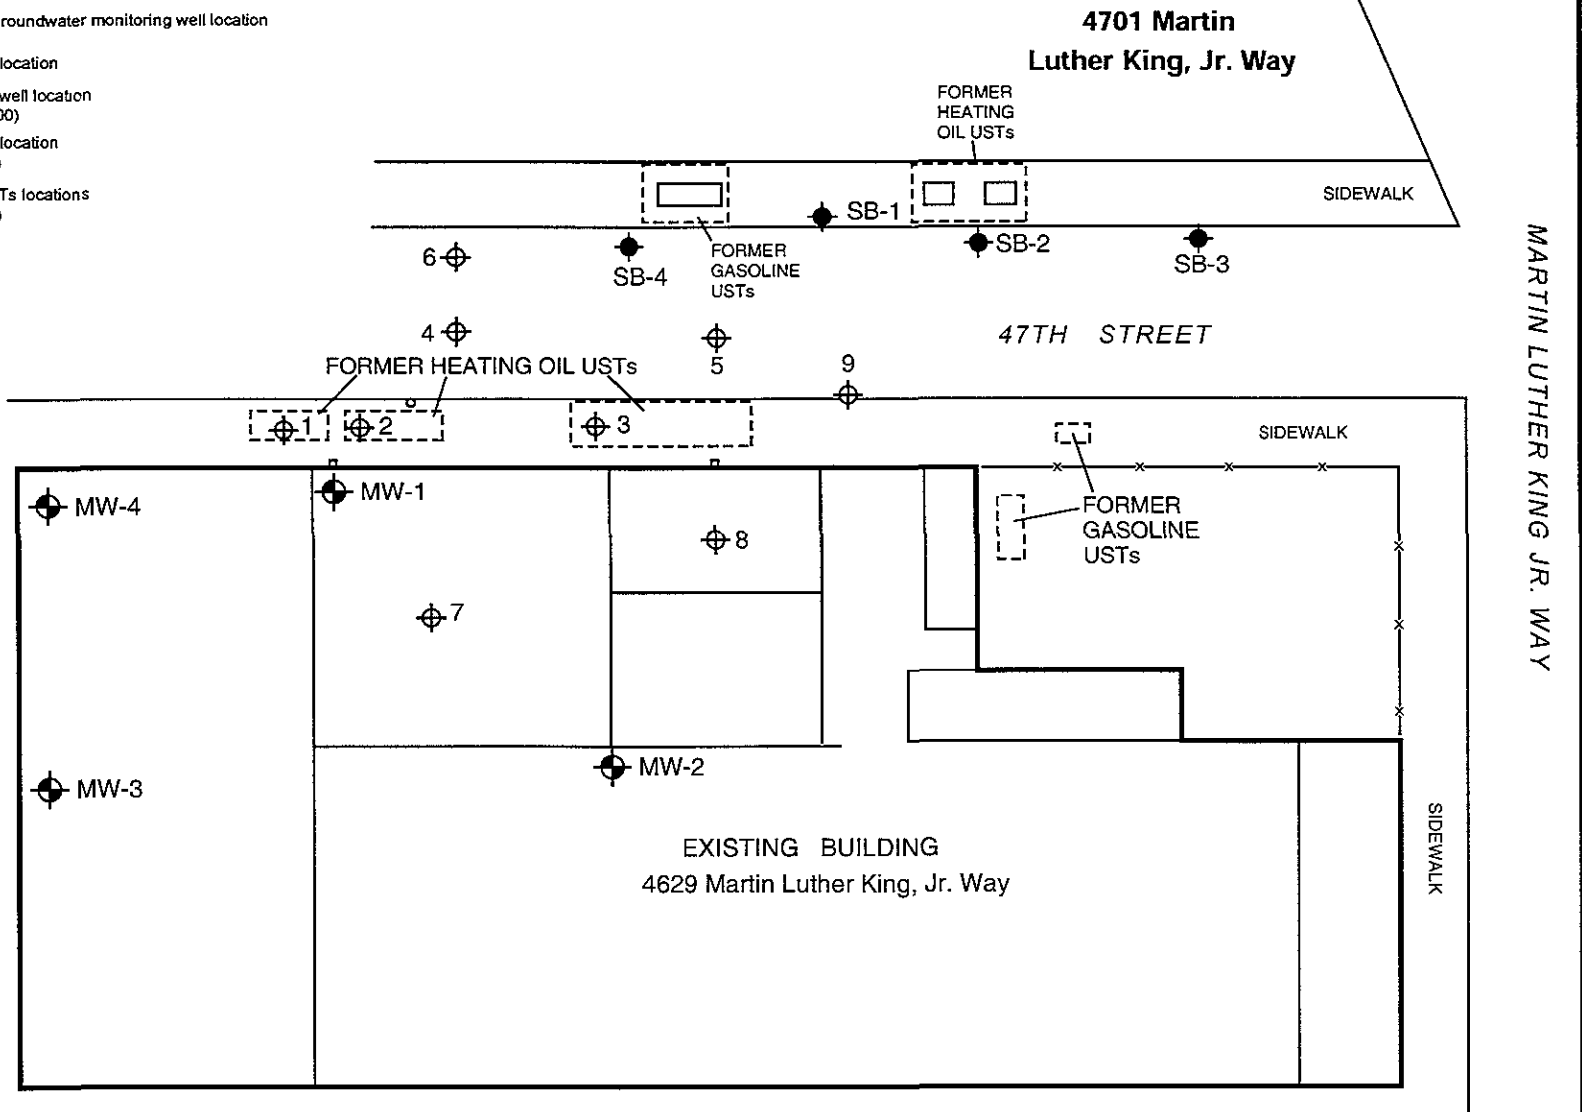 roundwater monitoring well location
location
well location
00)
location
Ts locations
4701 Martin
Luther King, Jr. Way
FORMER
HEATING
OIL USTs
SIDEWALK
SB-1
SB-2
SB-3
SB-4
FORMER
GASOLINE
USTs
6
4
5
9
47TH STREET
FORMER HEATING OIL USTs
1
2
3
SIDEWALK
MW-4
MW-1
8
7
FORMER
GASOLINE
USTs
MW-2
MW-3
EXISTING BUILDING
4629 Martin Luther King, Jr. Way
SIDEWALK
MARTIN LUTHER KING JR. WAY